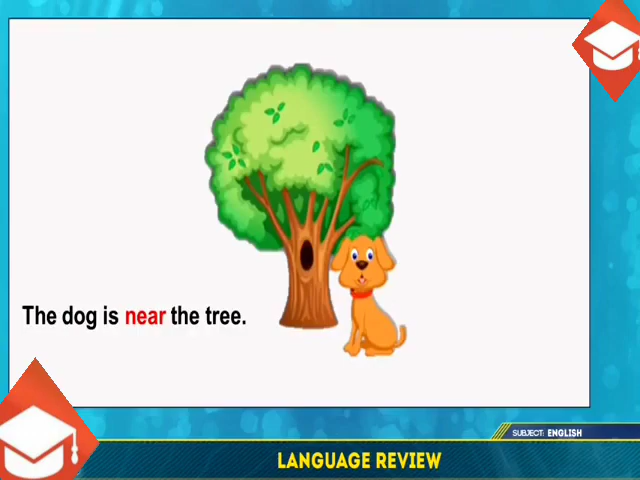 The dog is near the tree.
SUBJECT: ENGLISH
LANGUAGE REVIEW